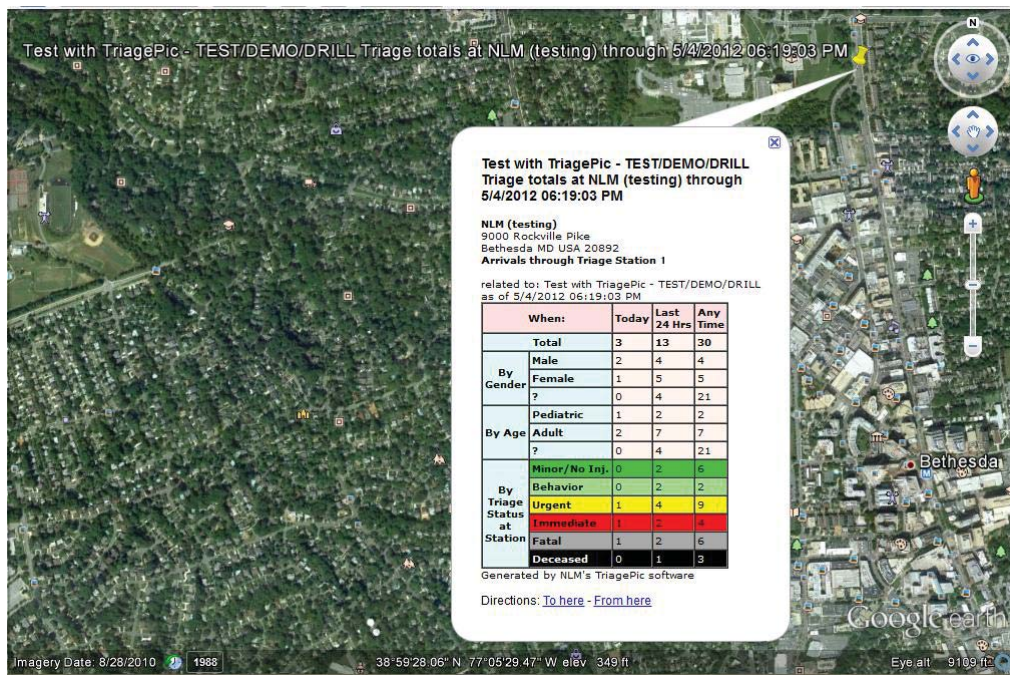 Test with TriagePic - TEST/DEMO/DRILL Triage totals at NLM (testing) through 5/4/2012 06:19:03 PM
N
Test with TriagePic - TEST/DEMO/DRILL
Triage totals at NLM (testing) through
5/4/2012 06:19:03 PM
NLM (testing)
9000 Rockville Pike
Bethesda MD USA 20892
Arrivals through Triage Station 1
related to: Test with TriagePic - TEST/DEMO/DRILL
as of 5/4/2012 06:19:03 PM
When: Today Last 24 Hrs Any Time
Total 3 13 30
By Gender
Male 2 4 4
Female 1 5 5
? 0 4 21
By Age
Pediatric 1 2 2
Adult 2 7 7
? 0 4 21
By Triage Status at Station
Minor/No Inj. 0 2 6
Behavior 0 2 2
Urgent 1 4 9
Immediate 1 2 4
Fatal 1 2 6
Deceased 0 1 3
Generated by NLM's TriagePic software
Directions: To here - From here
Bethesda
M
Google earth
Imagery Date: 8/28/2010 1988 38°59'28.06" N 77°05'29.47" W elev 349 ft Eye alt 9109 ft